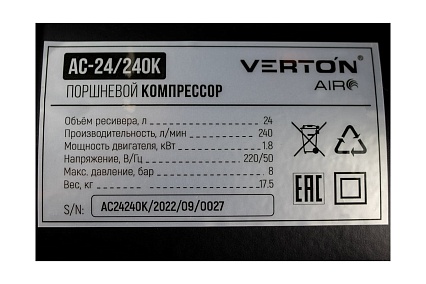 AC-24/240K
VERTON
AIR
ПОРШНЕВОЙ КОМПРЕССОР
Объём ресивера, л 24
Производительность, л/мин 240
Мощность двигателя, кВт 1.8
Напряжение, В/Гц 220/50
Макс. давление, бар 8
Вес, кг 17.5
S/N: AC24240K/2022/09/0027
EAC